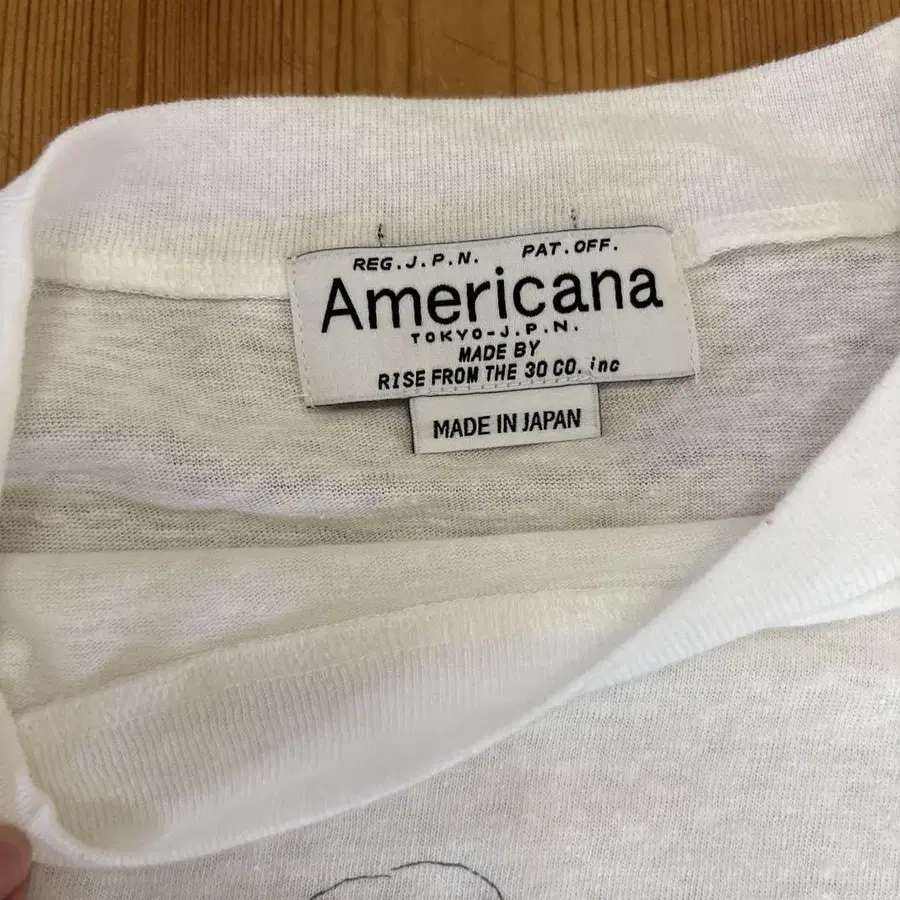 REG.J.P.N. PAT.OFF.
Americana
TOKYO-J.P.N.
MADE BY
RISE FROM THE 30 CO. inc
MADE IN JAPAN